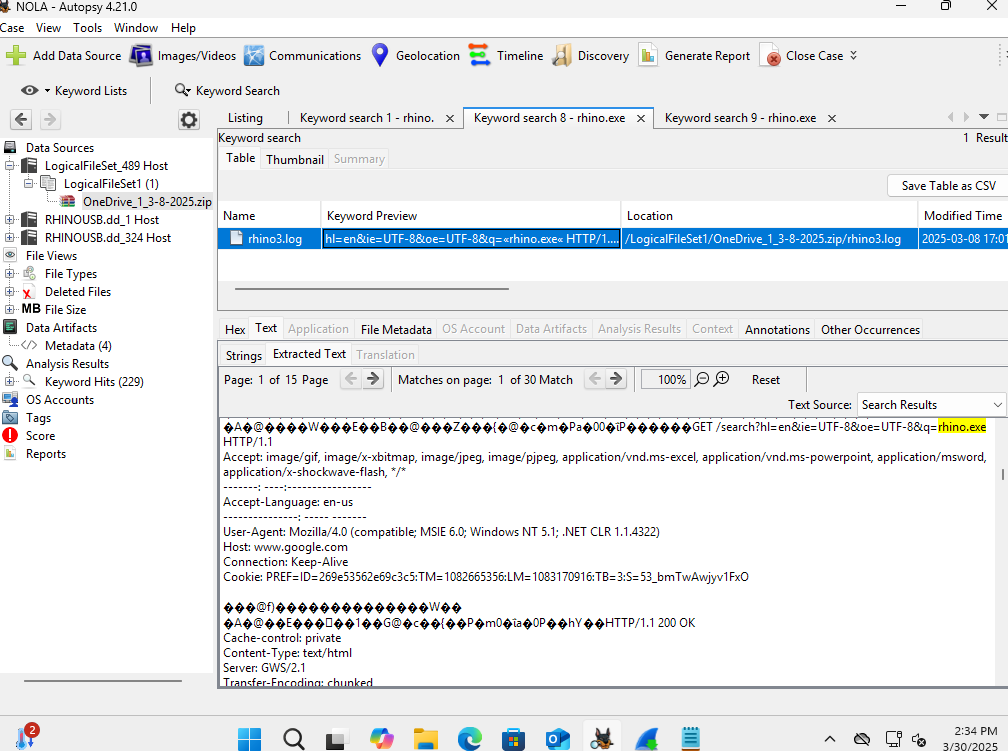 NOLA - Autopsy 4.21.0
Case View Tools Window Help
Add Data Source Images/Videos Communications Geolocation Timeline Discovery Generate Report Close Case
Keyword Lists Keyword Search
Listing Keyword search 1 - rhino. Keyword search 8 - rhino.exe Keyword search 9 - rhino.exe
Keyword search 1 Result
Table Thumbnail Summary
Save Table as CSV
Name Keyword Preview Location Modified Time
rhino3.log hl=en&ie=UTF-8&oe=UTF-8&q=«rhino.exe« HTTP/1.... /LogicalFileSet1/OneDrive_1_3-8-2025.zip/rhino3.log 2025-03-08 17:01
Data Sources
LogicalFileSet_489 Host
LogicalFileSet1 (1)
OneDrive_1_3-8-2025.zip
RHINOUSB.dd_1 Host
RHINOUSB.dd_324 Host
File Views
File Types
Deleted Files
MB File Size
Data Artifacts
Metadata (4)
Analysis Results
Keyword Hits (229)
OS Accounts
Tags
Score
Reports
Hex Text Application File Metadata OS Account Data Artifacts Analysis Results Context Annotations Other Occurrences
Strings Extracted Text Translation
Page: 1 of 15 Page Matches on page: 1 of 30 Match 100% Reset
Text Source: Search Results
�A�@����W���E��B��@���Z���{�@�c�m�Pa�00� îP������GET /search?hl=en&ie=UTF-8&oe=UTF-8&q=rhino.exe
HTTP/1.1
Accept: image/gif, image/x-xbitmap, image/jpeg, image/pjpeg, application/vnd.ms-excel, application/vnd.ms-powerpoint, application/msword,
application/x-shockwave-flash, */*
-------: ----:-----------------
Accept-Language: en-us
---------------: ----- -------
User-Agent: Mozilla/4.0 (compatible; MSIE 6.0; Windows NT 5.1; .NET CLR 1.1.4322)
Host: www.google.com
Connection: Keep-Alive
Cookie: PREF=ID=269e53562e69c3c5:TM=1082665356:LM=1083170916:TB=3:S=53_bmTwAwjyv1FxO
���@f)�������������W��
�A�@��E������1��G@�c��{��P�m0�îa�0P��hY��HTTP/1.1 200 OK
Cache-control: private
Content-Type: text/html
Server: GWS/2.1
Transfer-Encoding: chunked
2
2:34 PM
3/30/2025